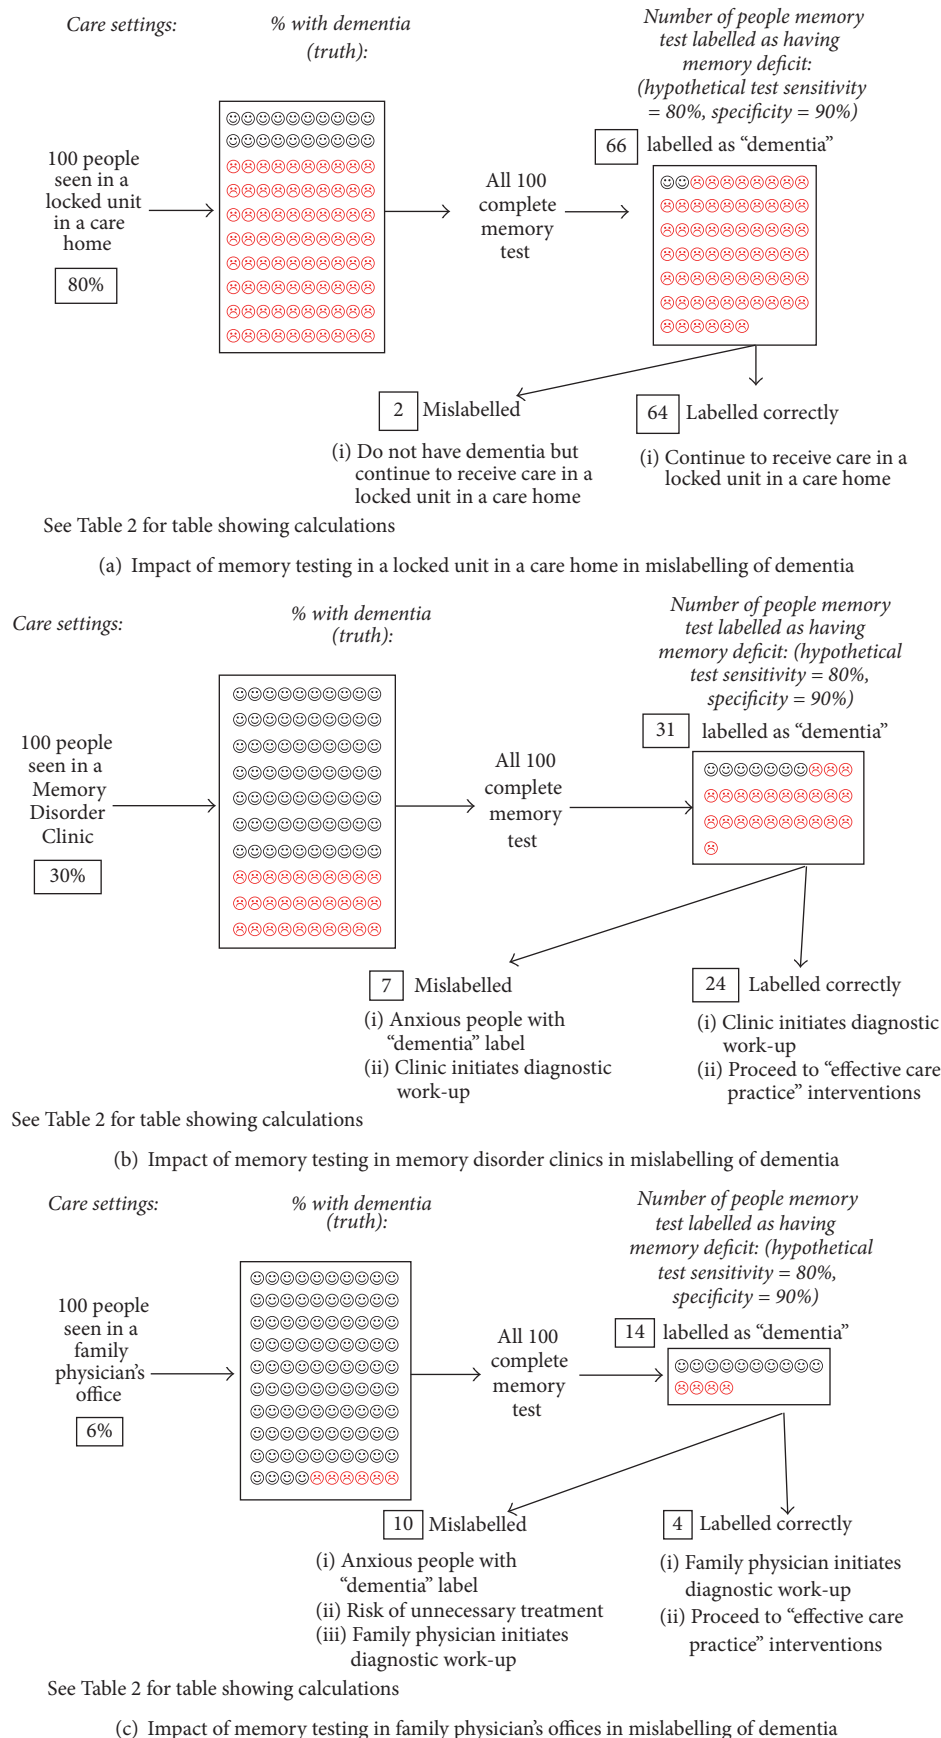 Care settings:
% with dementia
(truth):
Number of people memory
test labelled as having
memory deficit:
(hypothetical test sensitivity
= 80%, specificity = 90%)
66 labelled as “dementia”
100 people
seen in a
locked unit
in a care
home
80%
All 100
complete
memory
test
2 Mislabelled
(i) Do not have dementia but
continue to receive care in a
locked unit in a care home
64 Labelled correctly
(i) Continue to receive care in a
locked unit in a care home
See Table 2 for table showing calculations
(a) Impact of memory testing in a locked unit in a care home in mislabelling of dementia
Care settings:
% with dementia
(truth):
Number of people memory
test labelled as having
memory deficit: (hypothetical
test sensitivity = 80%,
specificity = 90%)
31 labelled as “dementia”
100 people
seen in a
Memory
Disorder
Clinic
30%
All 100
complete
memory
test
7 Mislabelled
(i) Anxious people with
“dementia” label
(ii) Clinic initiates diagnostic
work-up
24 Labelled correctly
(i) Clinic initiates diagnostic
work-up
(ii) Proceed to “effective care
practice” interventions
See Table 2 for table showing calculations
(b) Impact of memory testing in memory disorder clinics in mislabelling of dementia
Care settings:
% with dementia
(truth):
Number of people memory
test labelled as having
memory deficit: (hypothetical
test sensitivity = 80%,
specificity = 90%)
14 labelled as “dementia”
100 people
seen in a
family
physician’s
office
6%
All 100
complete
memory
test
10 Mislabelled
(i) Anxious people with
“dementia” label
(ii) Risk of unnecessary treatment
(iii) Family physician initiates
diagnostic work-up
4 Labelled correctly
(i) Family physician initiates
diagnostic work-up
(ii) Proceed to “effective care
practice” interventions
See Table 2 for table showing calculations
(c) Impact of memory testing in family physician’s offices in mislabelling of dementia